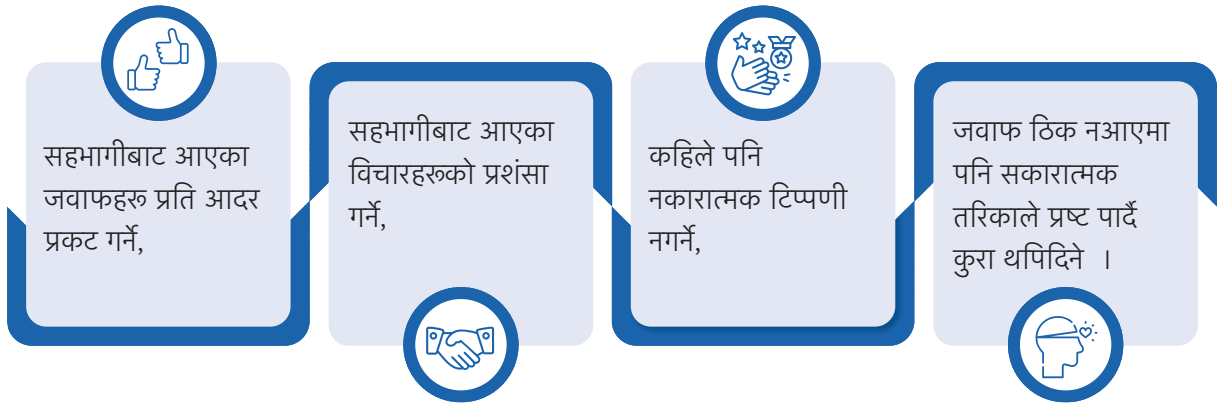 सहभागीबाट आएका
जवाफहरू प्रति आदर
प्रकट गर्ने,
सहभागीबाट आएका
विचारहरूको प्रशंसा
गर्ने,
कहिले पनि
नकारात्मक टिप्पणी
नगर्ने,
जवाफ ठिक नआएमा
पनि सकारात्मक
तरिकाले प्रष्ट पार्दै
कुरा थपिदिने ।